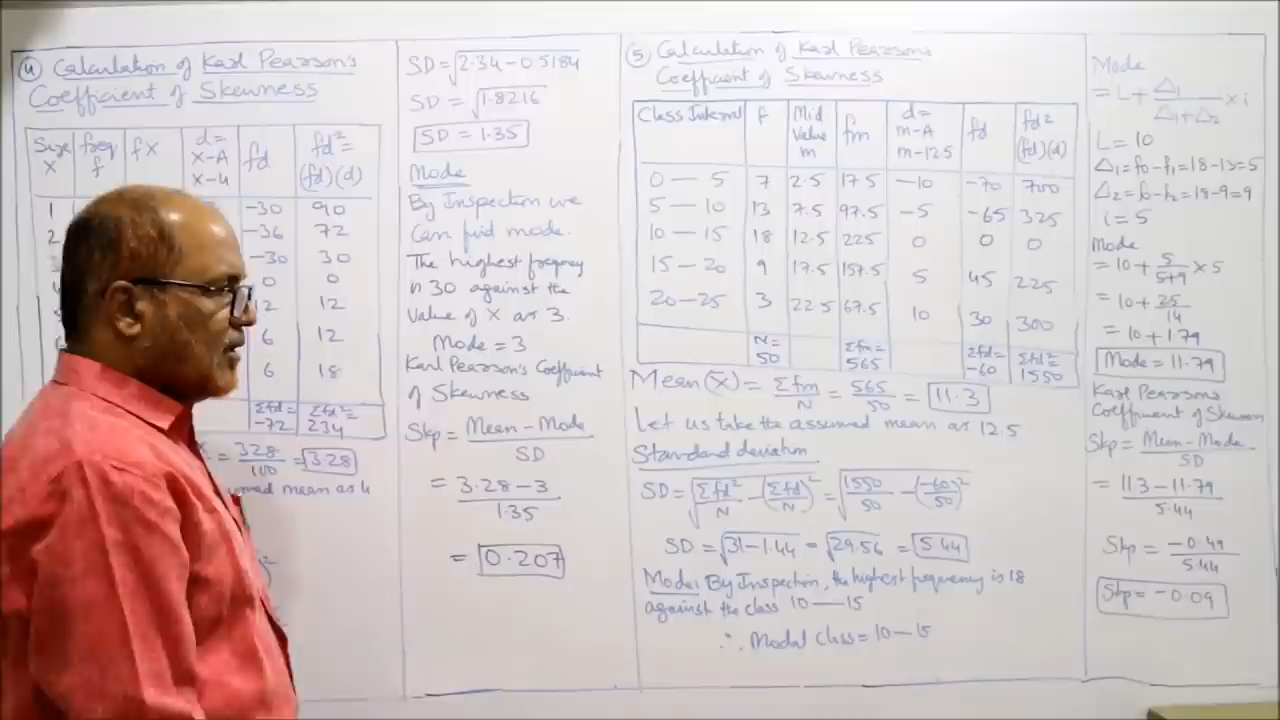 4) Calculation of Karl Pearson's
Coefficient of Skewness
Size X freq f fX d= X-A X-4 fd fd²= (fd)(d)
1 -30 90
2 -36 72
-30 30
0 0
12 12
6 12
6 18
Σfd= -72 Σfd²= 234
= 328/100 = 3.28
umed mean as 4
SD = √2.34-0.5184
SD = √1.8216
SD = 1.35
Mode
By Inspection we
can find mode.
The highest frequency
is 30 against the
value of X as 3.
Mode = 3
Karl Pearson's Coefficient
of Skewness
Skp = Mean - Mode / SD
= 3.28 - 3 / 1.35
= 0.207
5) Calculation of Karl Pearsons
Coefficient of Skewness
Class Interval f Mid Value m fm d= m-A m-12.5 fd fd² (fd)(d)
0 — 5 7 2.5 17.5 -10 -70 700
5 — 10 13 7.5 97.5 -5 -65 325
10 — 15 18 12.5 225 0 0 0
15 — 20 9 17.5 157.5 5 45 225
20 — 25 3 22.5 67.5 10 30 300
N= 50 Σfm= 565 Σfd= -60 Σfd²= 1550
Mean (X̄) = Σfm/N = 565/50 = 11.3
Let us take the assumed mean as 12.5
Standard deviation
SD = √Σfd²/N - (Σfd/N)² = √1550/50 - (-60/50)²
SD = √31-1.44 = √29.56 = 5.44
Mode: By Inspection, the highest frequency is 18
against the class 10 — 15
∴ Modal class = 10 — 15
Mode
= L + Δ₁/Δ₁+Δ₂ × i
L = 10
Δ₁ = f0 - f1 = 18-13 = 5
Δ₂ = f0 - f2 = 18-9 = 9
i = 5
Mode
= 10 + 5/5+9 × 5
= 10 + 25/14
= 10 + 1.79
Mode = 11.79
Karl Pearsons
Coefficient of Skewness
Skp = Mean - Mode / SD
= 11.3 - 11.79 / 5.44
Skp = -0.49 / 5.44
Skp = -0.09